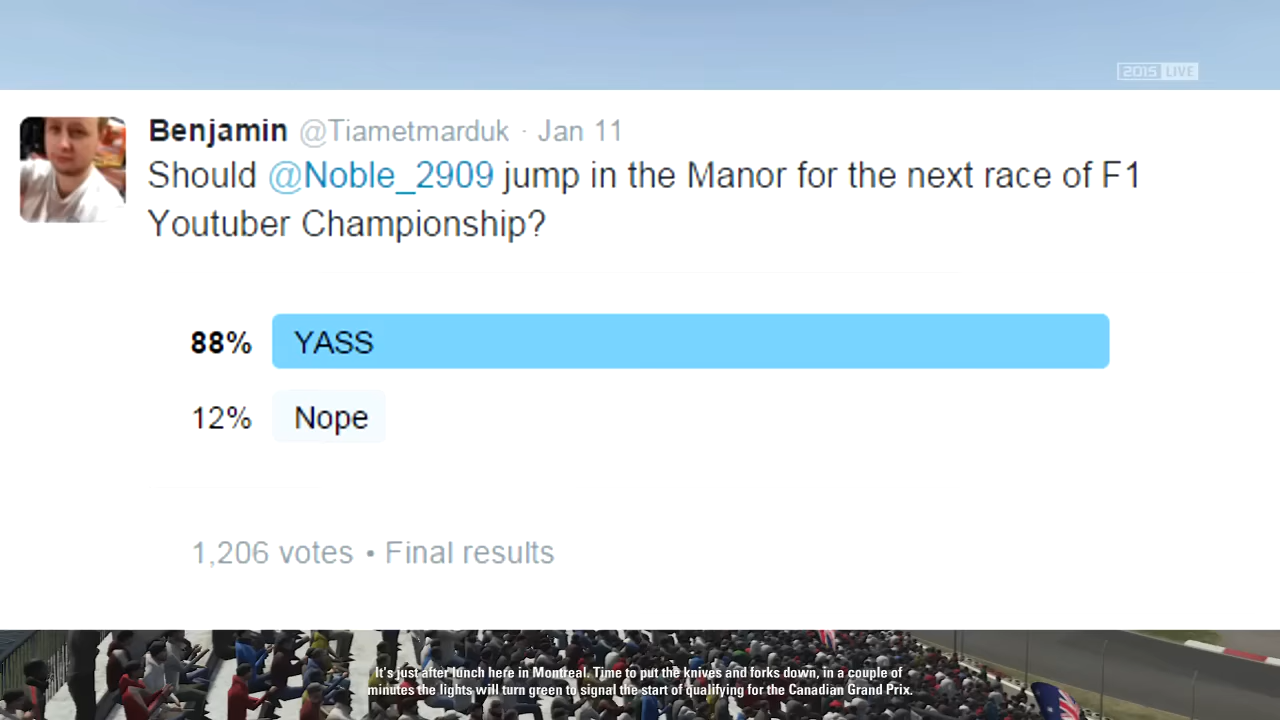 2015 LIVE
Benjamin @Tiametmarduk · Jan 11
Should @Noble_2909 jump in the Manor for the next race of F1
Youtuber Championship?
88% YASS
12% Nope
1,206 votes • Final results
It's just after lunch here in Montreal. Time to put the knives and forks down, in a couple of
minutes the lights will turn green to signal the start of qualifying for the Canadian Grand Prix.